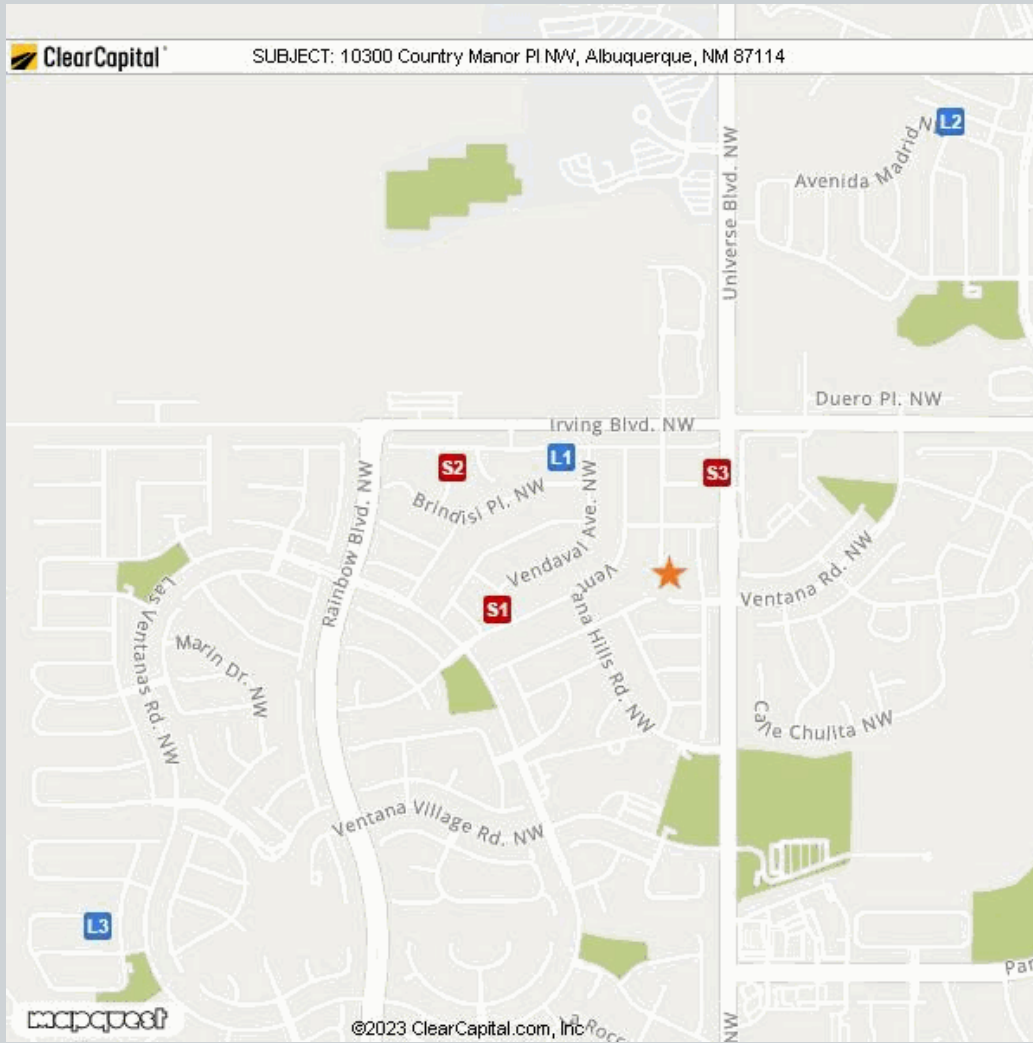 ClearCapital
SUBJECT: 10300 Country Manor Pl NW, Albuquerque, NM 87114
L2
Avenida Madrid
Universe Blvd. NW
Duero Pl. NW
Irving Blvd. NW
S2
L1
S3
Brindisi Pl. NW
Rainbow Blvd. NW
Vendaval Ave. NW
Ventana Hills Rd. NW
Ventana Rd. NW
S1
Las Ventanas Rd. NW
Marin Dr. NW
Calle Chulita NW
Ventana Village Rd. NW
L3
Par
mapquest
©2023 ClearCapital.com, Inc
La Rocc
NW